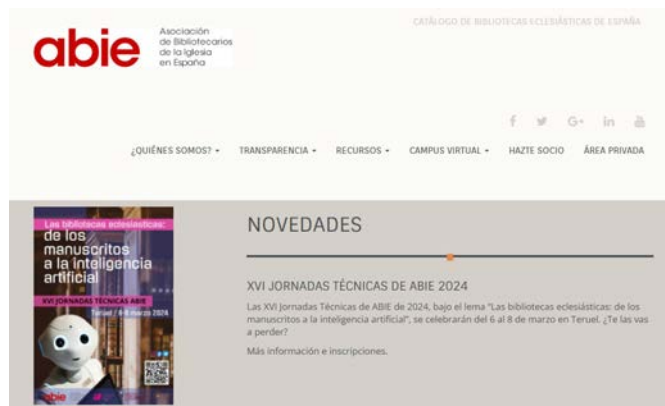 CATÁLOGO DE BIBLIOTECAS ECLESIÁSTICAS DE ESPAÑA
abie
Asociación
de Bibliotecarios
de la Iglesia
en España
¿QUIÉNES SOMOS?
TRANSPARENCIA
RECURSOS
CAMPUS VIRTUAL
HAZTE SOCIO
ÁREA PRIVADA
Las bibliotecas eclesiásticas:
de los
manuscritos
a la inteligencia
artificial
XVI JORNADAS TÉCNICAS ABIE
Teruel / 6-8 marzo 2024
abie
NOVEDADES
XVI JORNADAS TÉCNICAS DE ABIE 2024
Las XVI Jornadas Técnicas de ABIE de 2024, bajo el lema "Las bibliotecas eclesiásticas: de los
manuscritos a la inteligencia artificial", se celebrarán del 6 al 8 de marzo en Teruel. ¿Te las vas
a perder?
Más información e inscripciones.